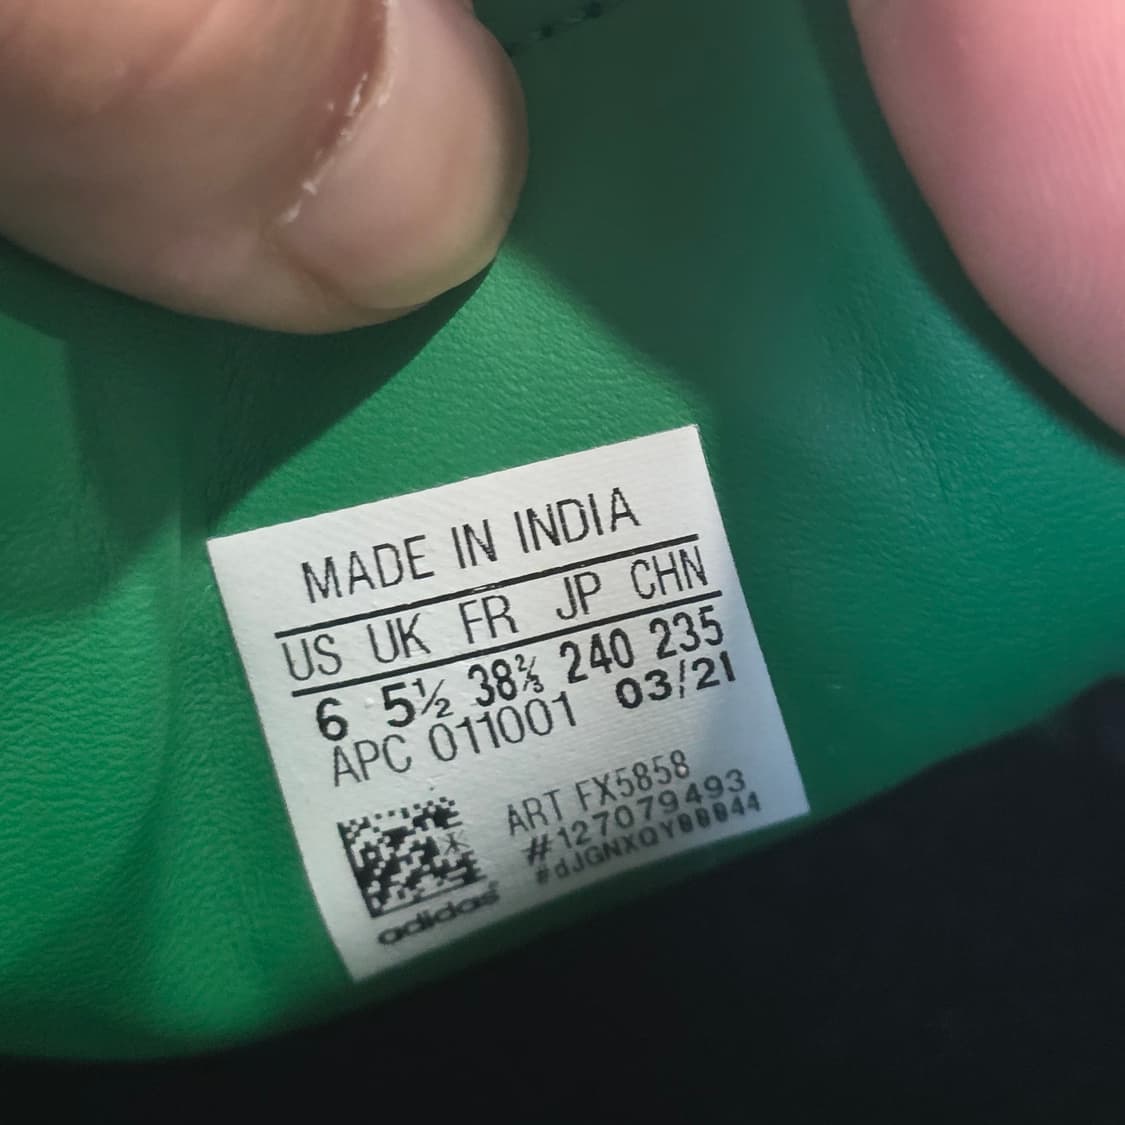 MADE IN INDIA
US UK FR JP CHN
6 5½ 38⅔ 240 235
APC 011001 03/21
ART FX5858
#127079493
#dJGNXQY00044
adidas